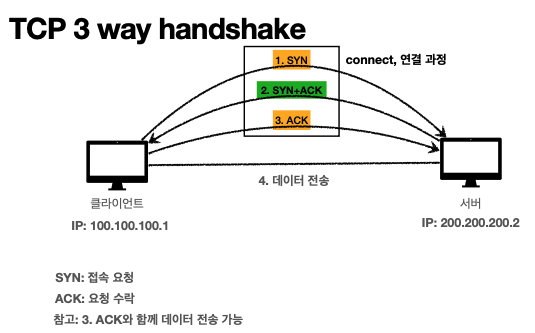 TCP 3 way handshake
1. SYN
connect, 연결 과정
2. SYN+ACK
3. ACK
4. 데이터 전송
클라이언트
서버
IP: 100.100.100.1
IP: 200.200.200.2
SYN: 접속 요청
ACK: 요청 수락
참고: 3. ACK와 함께 데이터 전송 가능